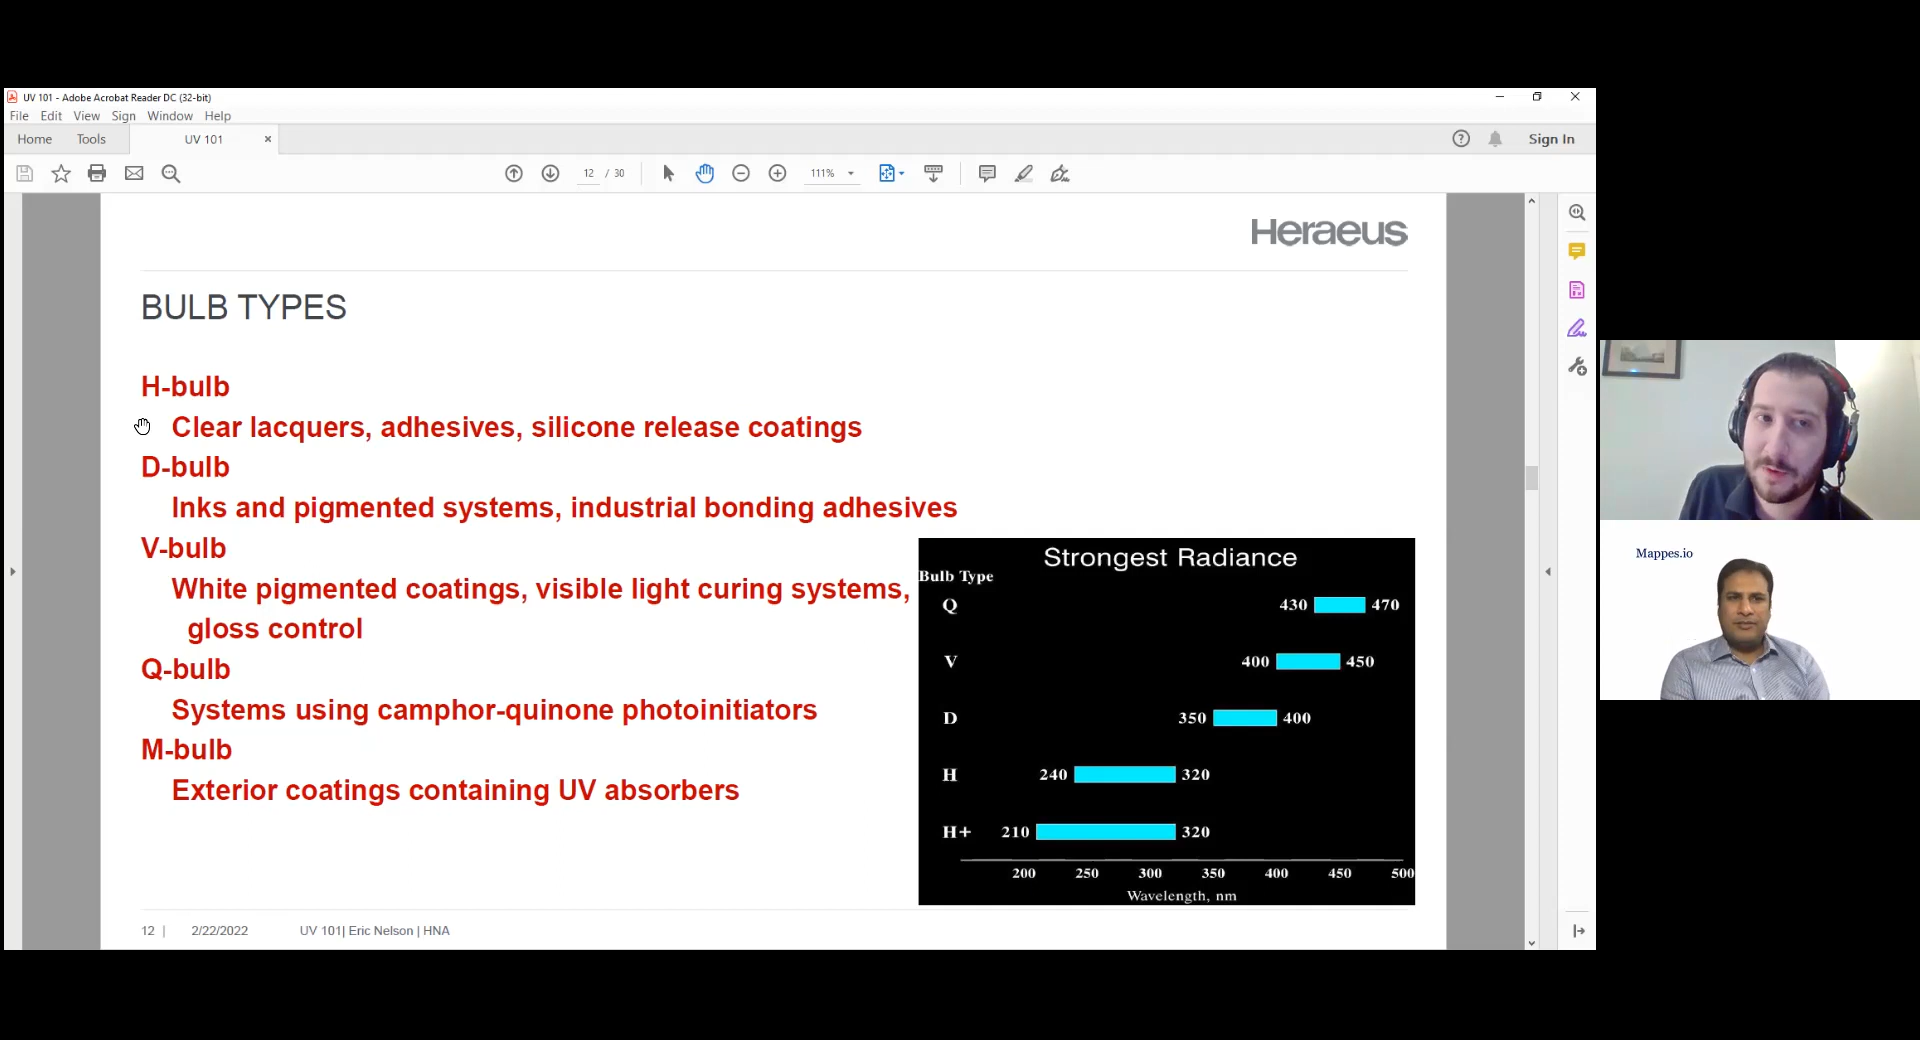 UV 101 - Adobe Acrobat Reader DC (32-bit)
File Edit View Sign Window Help
Home Tools UV 101 × Sign In
12 / 30 111%
Heraeus
BULB TYPES
H-bulb
Clear lacquers, adhesives, silicone release coatings
D-bulb
Inks and pigmented systems, industrial bonding adhesives
V-bulb
White pigmented coatings, visible light curing systems,
gloss control
Q-bulb
Systems using camphor-quinone photoinitiators
M-bulb
Exterior coatings containing UV absorbers
Strongest Radiance
Bulb Type
Q 430 470
V 400 450
D 350 400
H 240 320
H+ 210 320
200 250 300 350 400 450 500
Wavelength, nm
12 | 2/22/2022 UV 101| Eric Nelson | HNA
Mappes.io